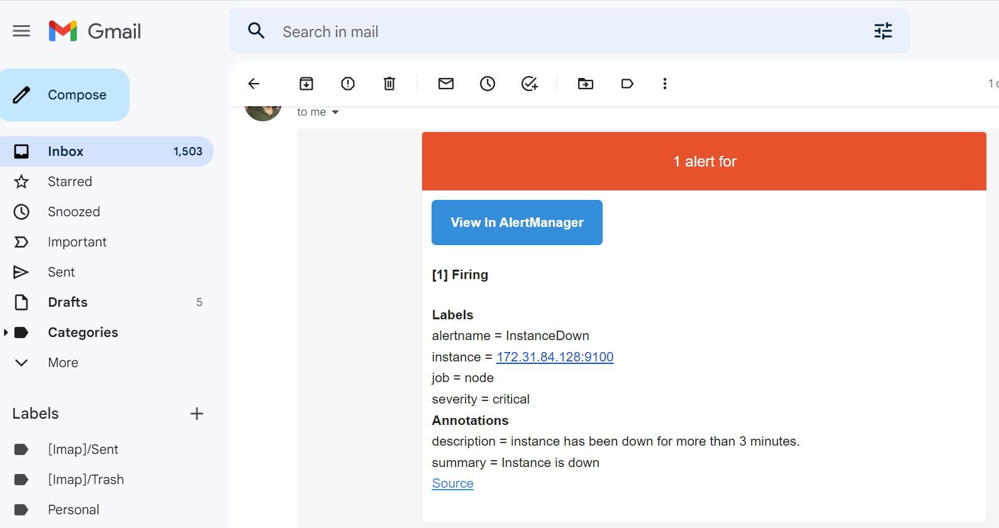 Gmail
Search in mail
Compose
Inbox 1,503
Starred
Snoozed
Important
Sent
Drafts 5
Categories
More
Labels
[Imap]/Sent
[Imap]/Trash
Personal
1
to me
1 alert for
View In AlertManager
[1] Firing
Labels
alertname = InstanceDown
instance = 172.31.84.128:9100
job = node
severity = critical
Annotations
description = instance has been down for more than 3 minutes.
summary = Instance is down
Source